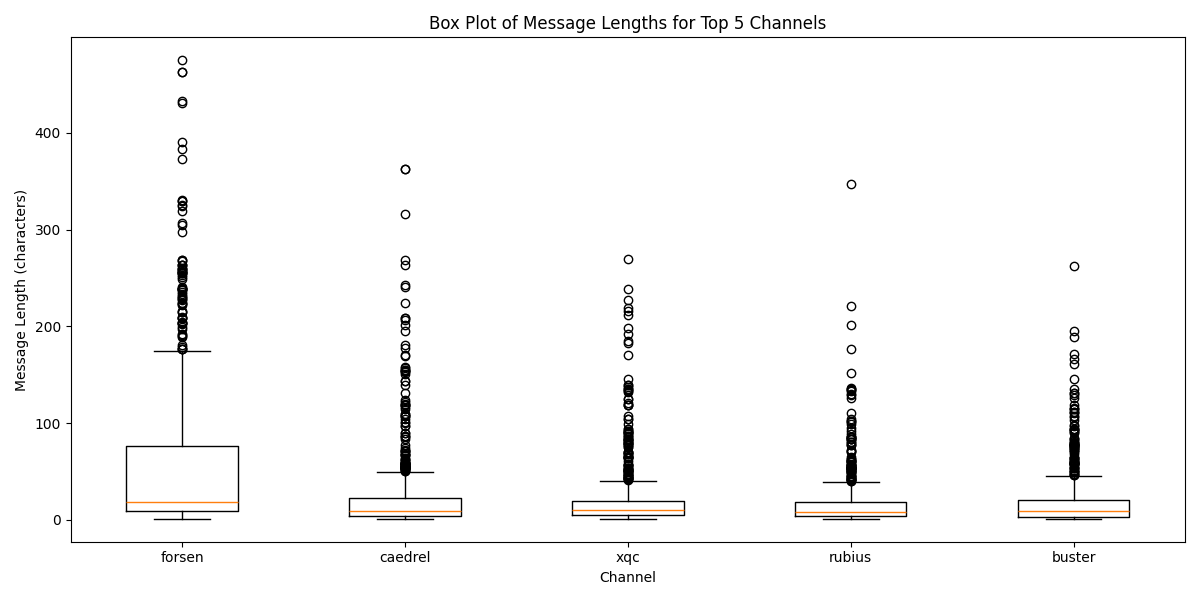 Box Plot of Message Lengths for Top 5 Channels
Message Length (characters)
400
300
200
100
0
forsen caedrel xqc rubius buster
Channel